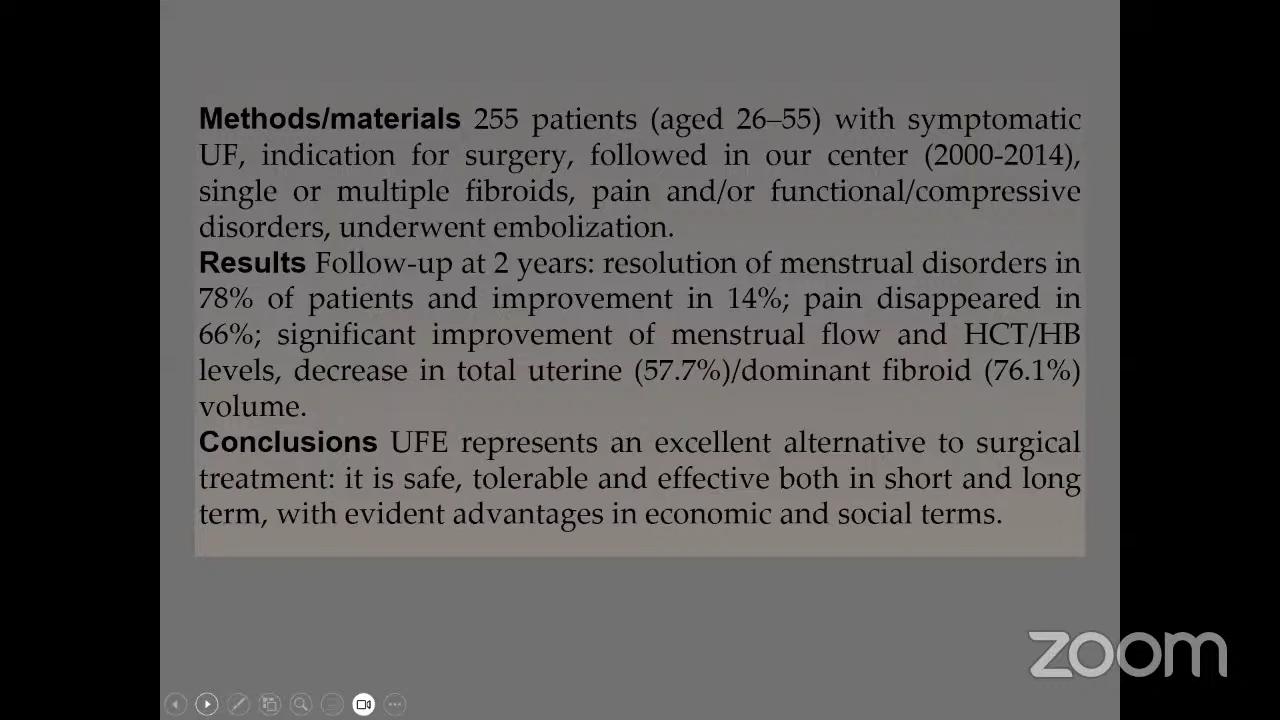 Methods/materials 255 patients (aged 26–55) with symptomatic
UF, indication for surgery, followed in our center (2000-2014),
single or multiple fibroids, pain and/or functional/compressive
disorders, underwent embolization.
Results Follow-up at 2 years: resolution of menstrual disorders in
78% of patients and improvement in 14%; pain disappeared in
66%; significant improvement of menstrual flow and HCT/HB
levels, decrease in total uterine (57.7%)/dominant fibroid (76.1%)
volume.
Conclusions UFE represents an excellent alternative to surgical
treatment: it is safe, tolerable and effective both in short and long
term, with evident advantages in economic and social terms.
zoom